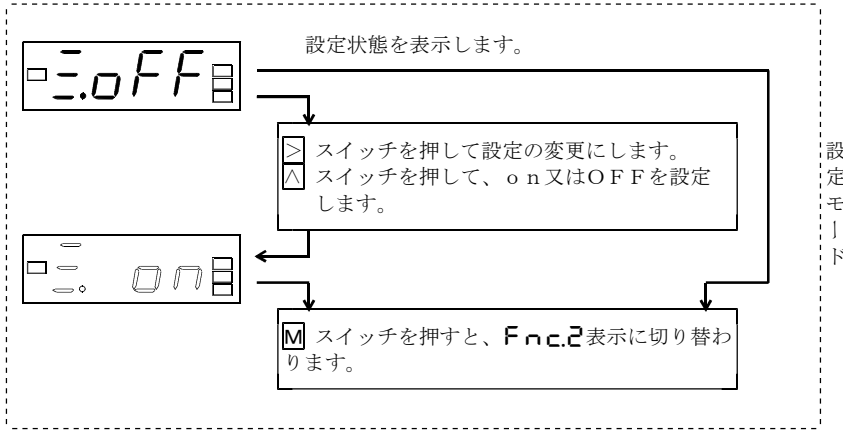 設定状態を表示します。
三.oFF
> スイッチを押して設定の変更にします。
∧ スイッチを押して、on又はOFFを設定
します。
三. on
M スイッチを押すと、Fnc.2表示に切り替わ
ります。
設定モード